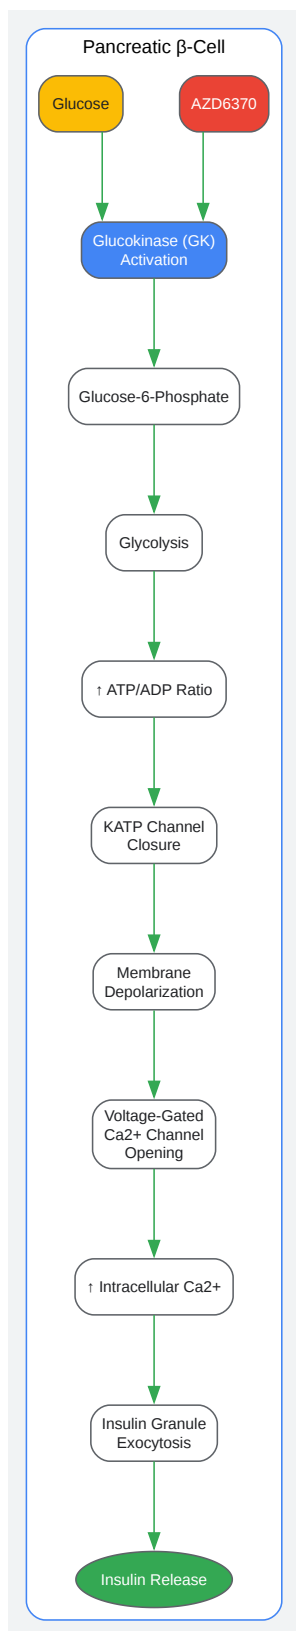 Pancreatic β-Cell
Glucose
AZD6370
Glucokinase (GK)
Activation
Glucose-6-Phosphate
Glycolysis
↑ ATP/ADP Ratio
KATP Channel
Closure
Membrane
Depolarization
Voltage-Gated
Ca2+ Channel
Opening
↑ Intracellular Ca2+
Insulin Granule
Exocytosis
Insulin Release